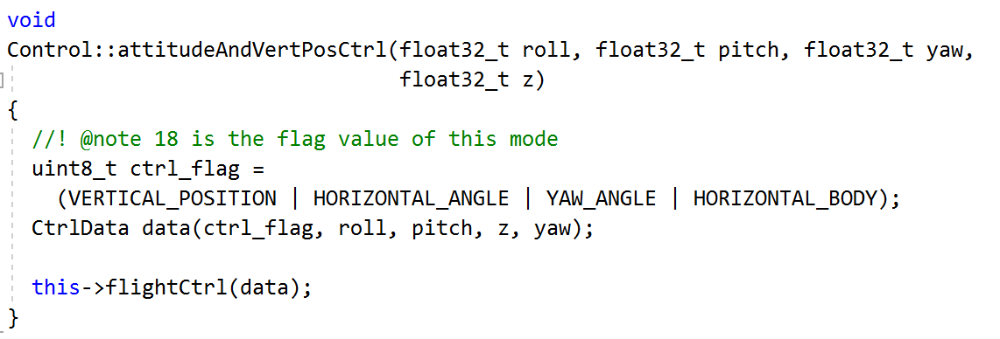 void
Control::attitudeAndVertPosCtrl(float32_t roll, float32_t pitch, float32_t yaw,
                                float32_t z)
{
  //! @note 18 is the flag value of this mode
  uint8_t ctrl_flag =
    (VERTICAL_POSITION | HORIZONTAL_ANGLE | YAW_ANGLE | HORIZONTAL_BODY);
  CtrlData data(ctrl_flag, roll, pitch, z, yaw);

  this->flightCtrl(data);
}